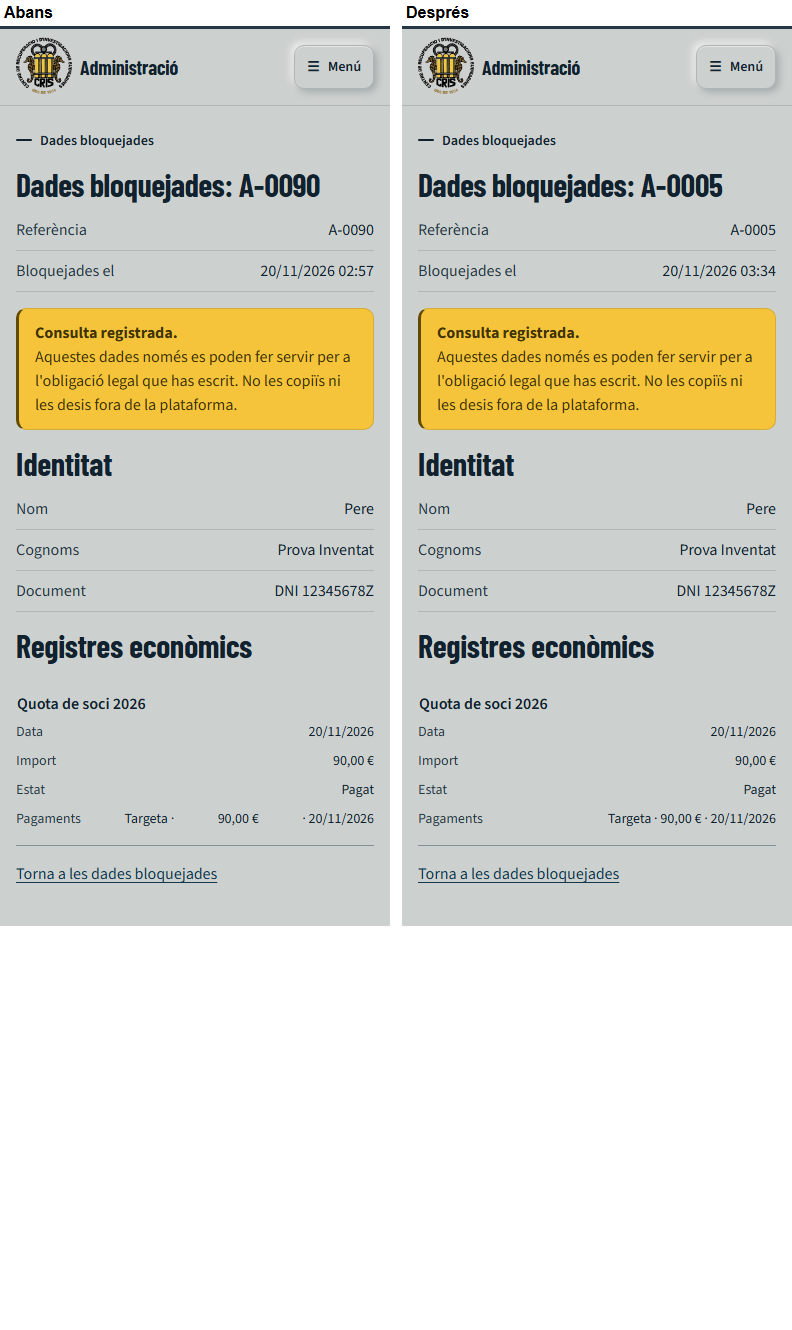 Abans
CRIS
Administració
☰ Menú
— Dades bloquejades
Dades bloquejades: A-0090
Referència A-0090
Bloquejades el 20/11/2026 02:57
Consulta registrada.
Aquestes dades només es poden fer servir per a
l'obligació legal que has escrit. No les copiïs ni
les desis fora de la plataforma.
Identitat
Nom Pere
Cognoms Prova Inventat
Document DNI 12345678Z
Registres econòmics
Quota de soci 2026
Data 20/11/2026
Import 90,00 €
Estat Pagat
Pagaments Targeta · 90,00 € · 20/11/2026
Torna a les dades bloquejades
Després
CRIS
Administració
☰ Menú
— Dades bloquejades
Dades bloquejades: A-0005
Referència A-0005
Bloquejades el 20/11/2026 03:34
Consulta registrada.
Aquestes dades només es poden fer servir per a
l'obligació legal que has escrit. No les copiïs ni
les desis fora de la plataforma.
Identitat
Nom Pere
Cognoms Prova Inventat
Document DNI 12345678Z
Registres econòmics
Quota de soci 2026
Data 20/11/2026
Import 90,00 €
Estat Pagat
Pagaments Targeta · 90,00 € · 20/11/2026
Torna a les dades bloquejades